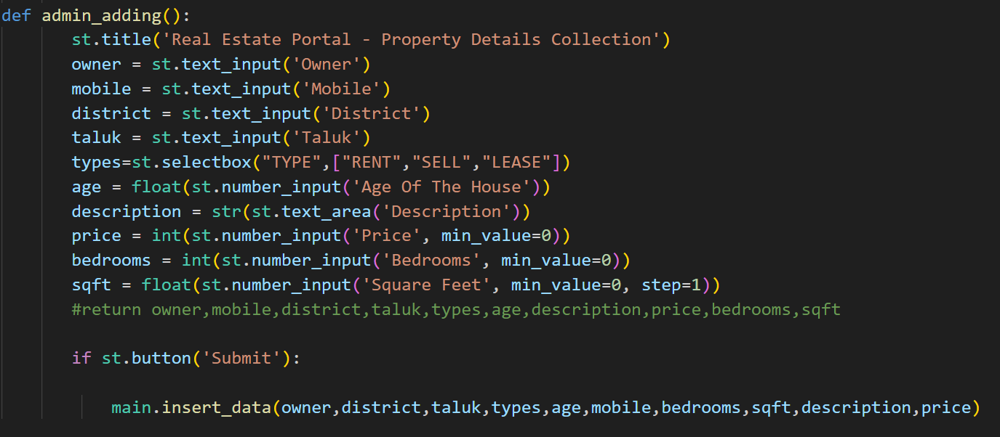 def admin_adding():
st.title('Real Estate Portal - Property Details Collection')
owner = st.text_input('Owner')
mobile = st.text_input('Mobile')
district = st.text_input('District')
taluk = st.text_input('Taluk')
types=st.selectbox("TYPE",["RENT","SELL","LEASE"])
age = float(st.number_input('Age Of The House'))
description = str(st.text_area('Description'))
price = int(st.number_input('Price', min_value=0))
bedrooms = int(st.number_input('Bedrooms', min_value=0))
sqft = float(st.number_input('Square Feet', min_value=0, step=1))
#return owner,mobile,district,taluk,types,age,description,price,bedrooms,sqft
if st.button('Submit'):
main.insert_data(owner,district,taluk,types,age,mobile,bedrooms,sqft,description,price)